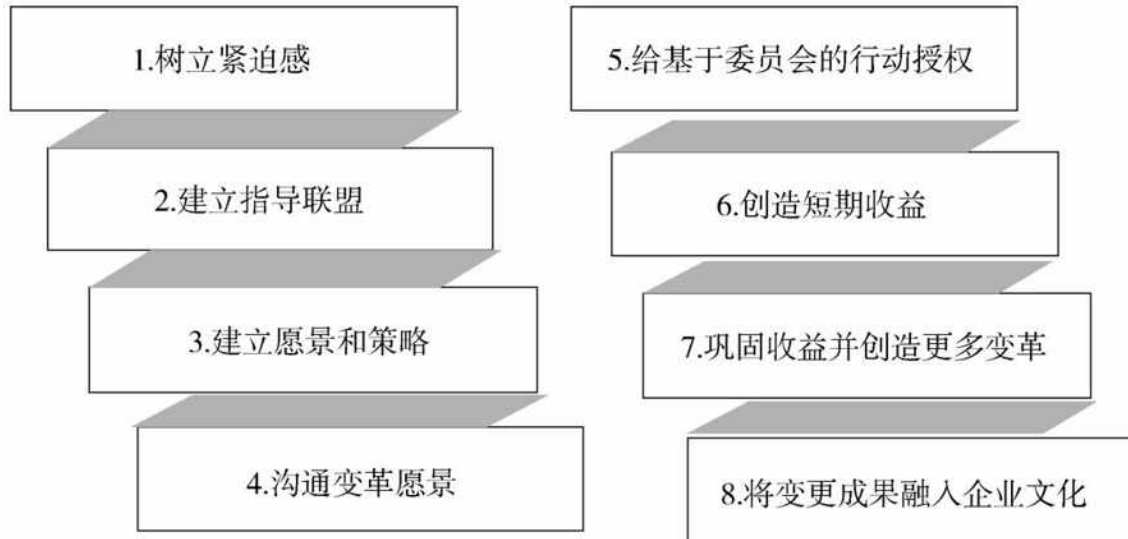 1.树立紧迫感
2.建立指导联盟
3.建立愿景和策略
4.沟通变革愿景
5.给基于委员会的行动授权
6.创造短期收益
7.巩固收益并创造更多变革
8.将变更成果融入企业文化